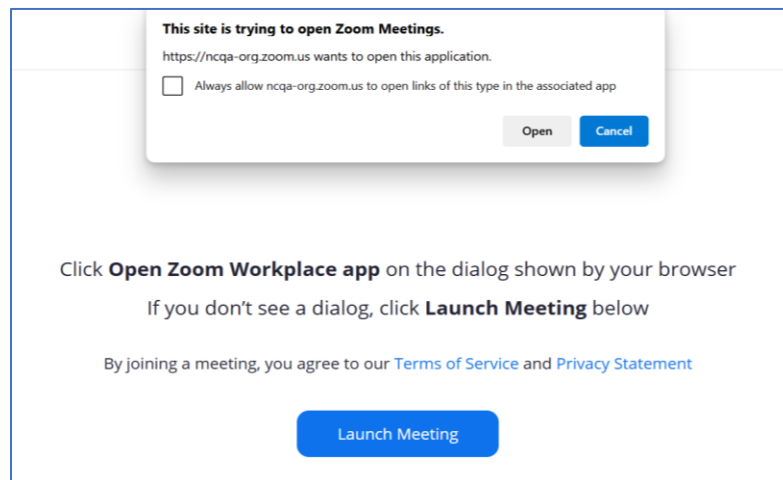 This site is trying to open Zoom Meetings.
https://ncqa-org.zoom.us wants to open this application.
Always allow ncqa-org.zoom.us to open links of this type in the associated app
Open
Cancel
Click Open Zoom Workplace app on the dialog shown by your browser
If you don’t see a dialog, click Launch Meeting below
By joining a meeting, you agree to our Terms of Service and Privacy Statement
Launch Meeting